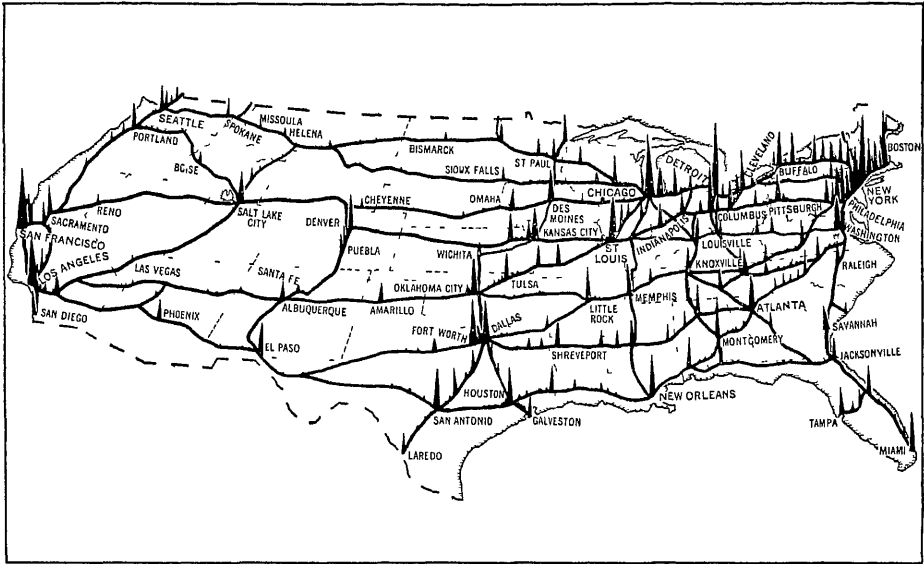 SEATTLE
SPOKANE
MISSOULA
HELENA
PORTLAND
BOISE
BISMARCK
SIOUX FALLS
ST PAUL
DETROIT
CLEVELAND
BUFFALO
BOSTON
NEW
YORK
PHILADELPHIA
WASHINGTON
RENO
SACRAMENTO
SAN FRANCISCO
SALT LAKE
CITY
DENVER
CHEYENNE
OMAHA
DES
MOINES
CHICAGO
KANSAS CITY
COLUMBUS
PITTSBURGH
INDIANAPOLIS
LOUISVILLE
LOS ANGELES
LAS VEGAS
SANTA FE
PUEBLA
WICHITA
ST
LOUIS
KNOXVILLE
RALEIGH
SAN DIEGO
PHOENIX
ALBUQUERQUE
AMARILLO
OKLAHOMA CITY
TULSA
LITTLE
ROCK
MEMPHIS
ATLANTA
EL PASO
FORT WORTH
DALLAS
SHREVEPORT
MONTGOMERY
SAVANNAH
JACKSONVILLE
HOUSTON
NEW ORLEANS
SAN ANTONIO
GALVESTON
TAMPA
MIAMI
LAREDO